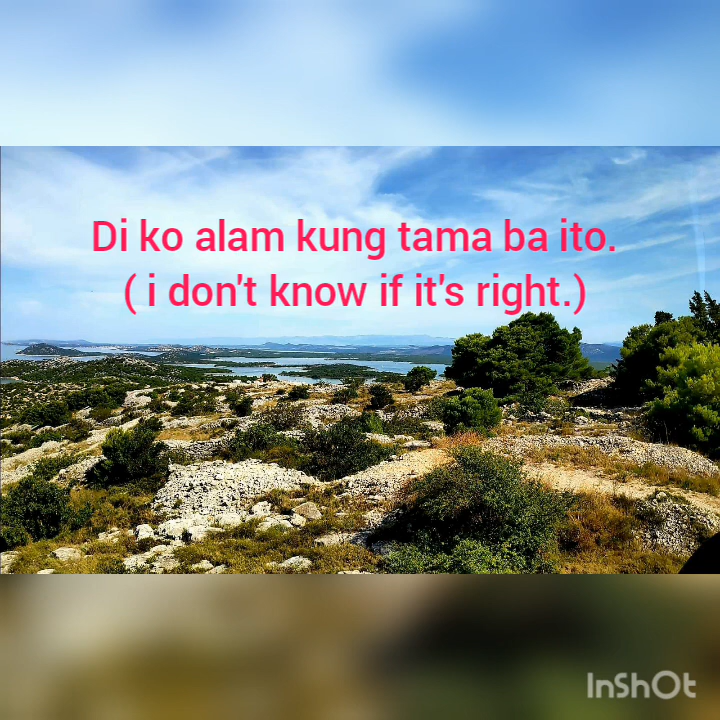 Di ko alam kung tama ba ito.
( i don't know if it's right.)
InShOt